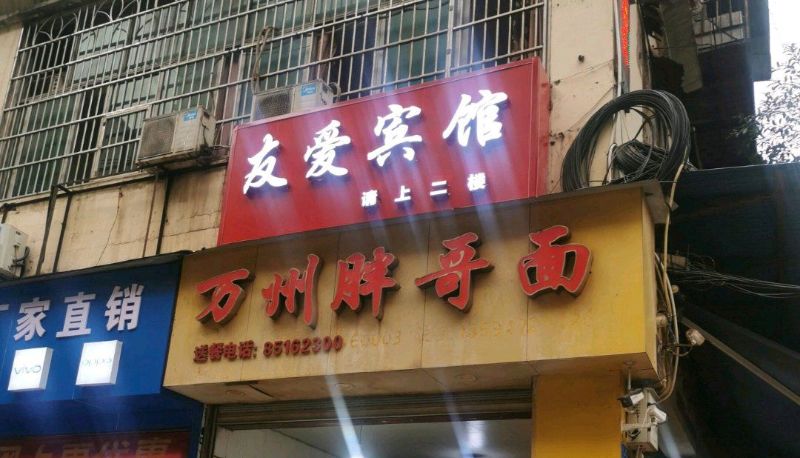 友爱宾馆
请上二楼
万州胖哥面
送餐电话: 85162300
家直销
vivo
oppo